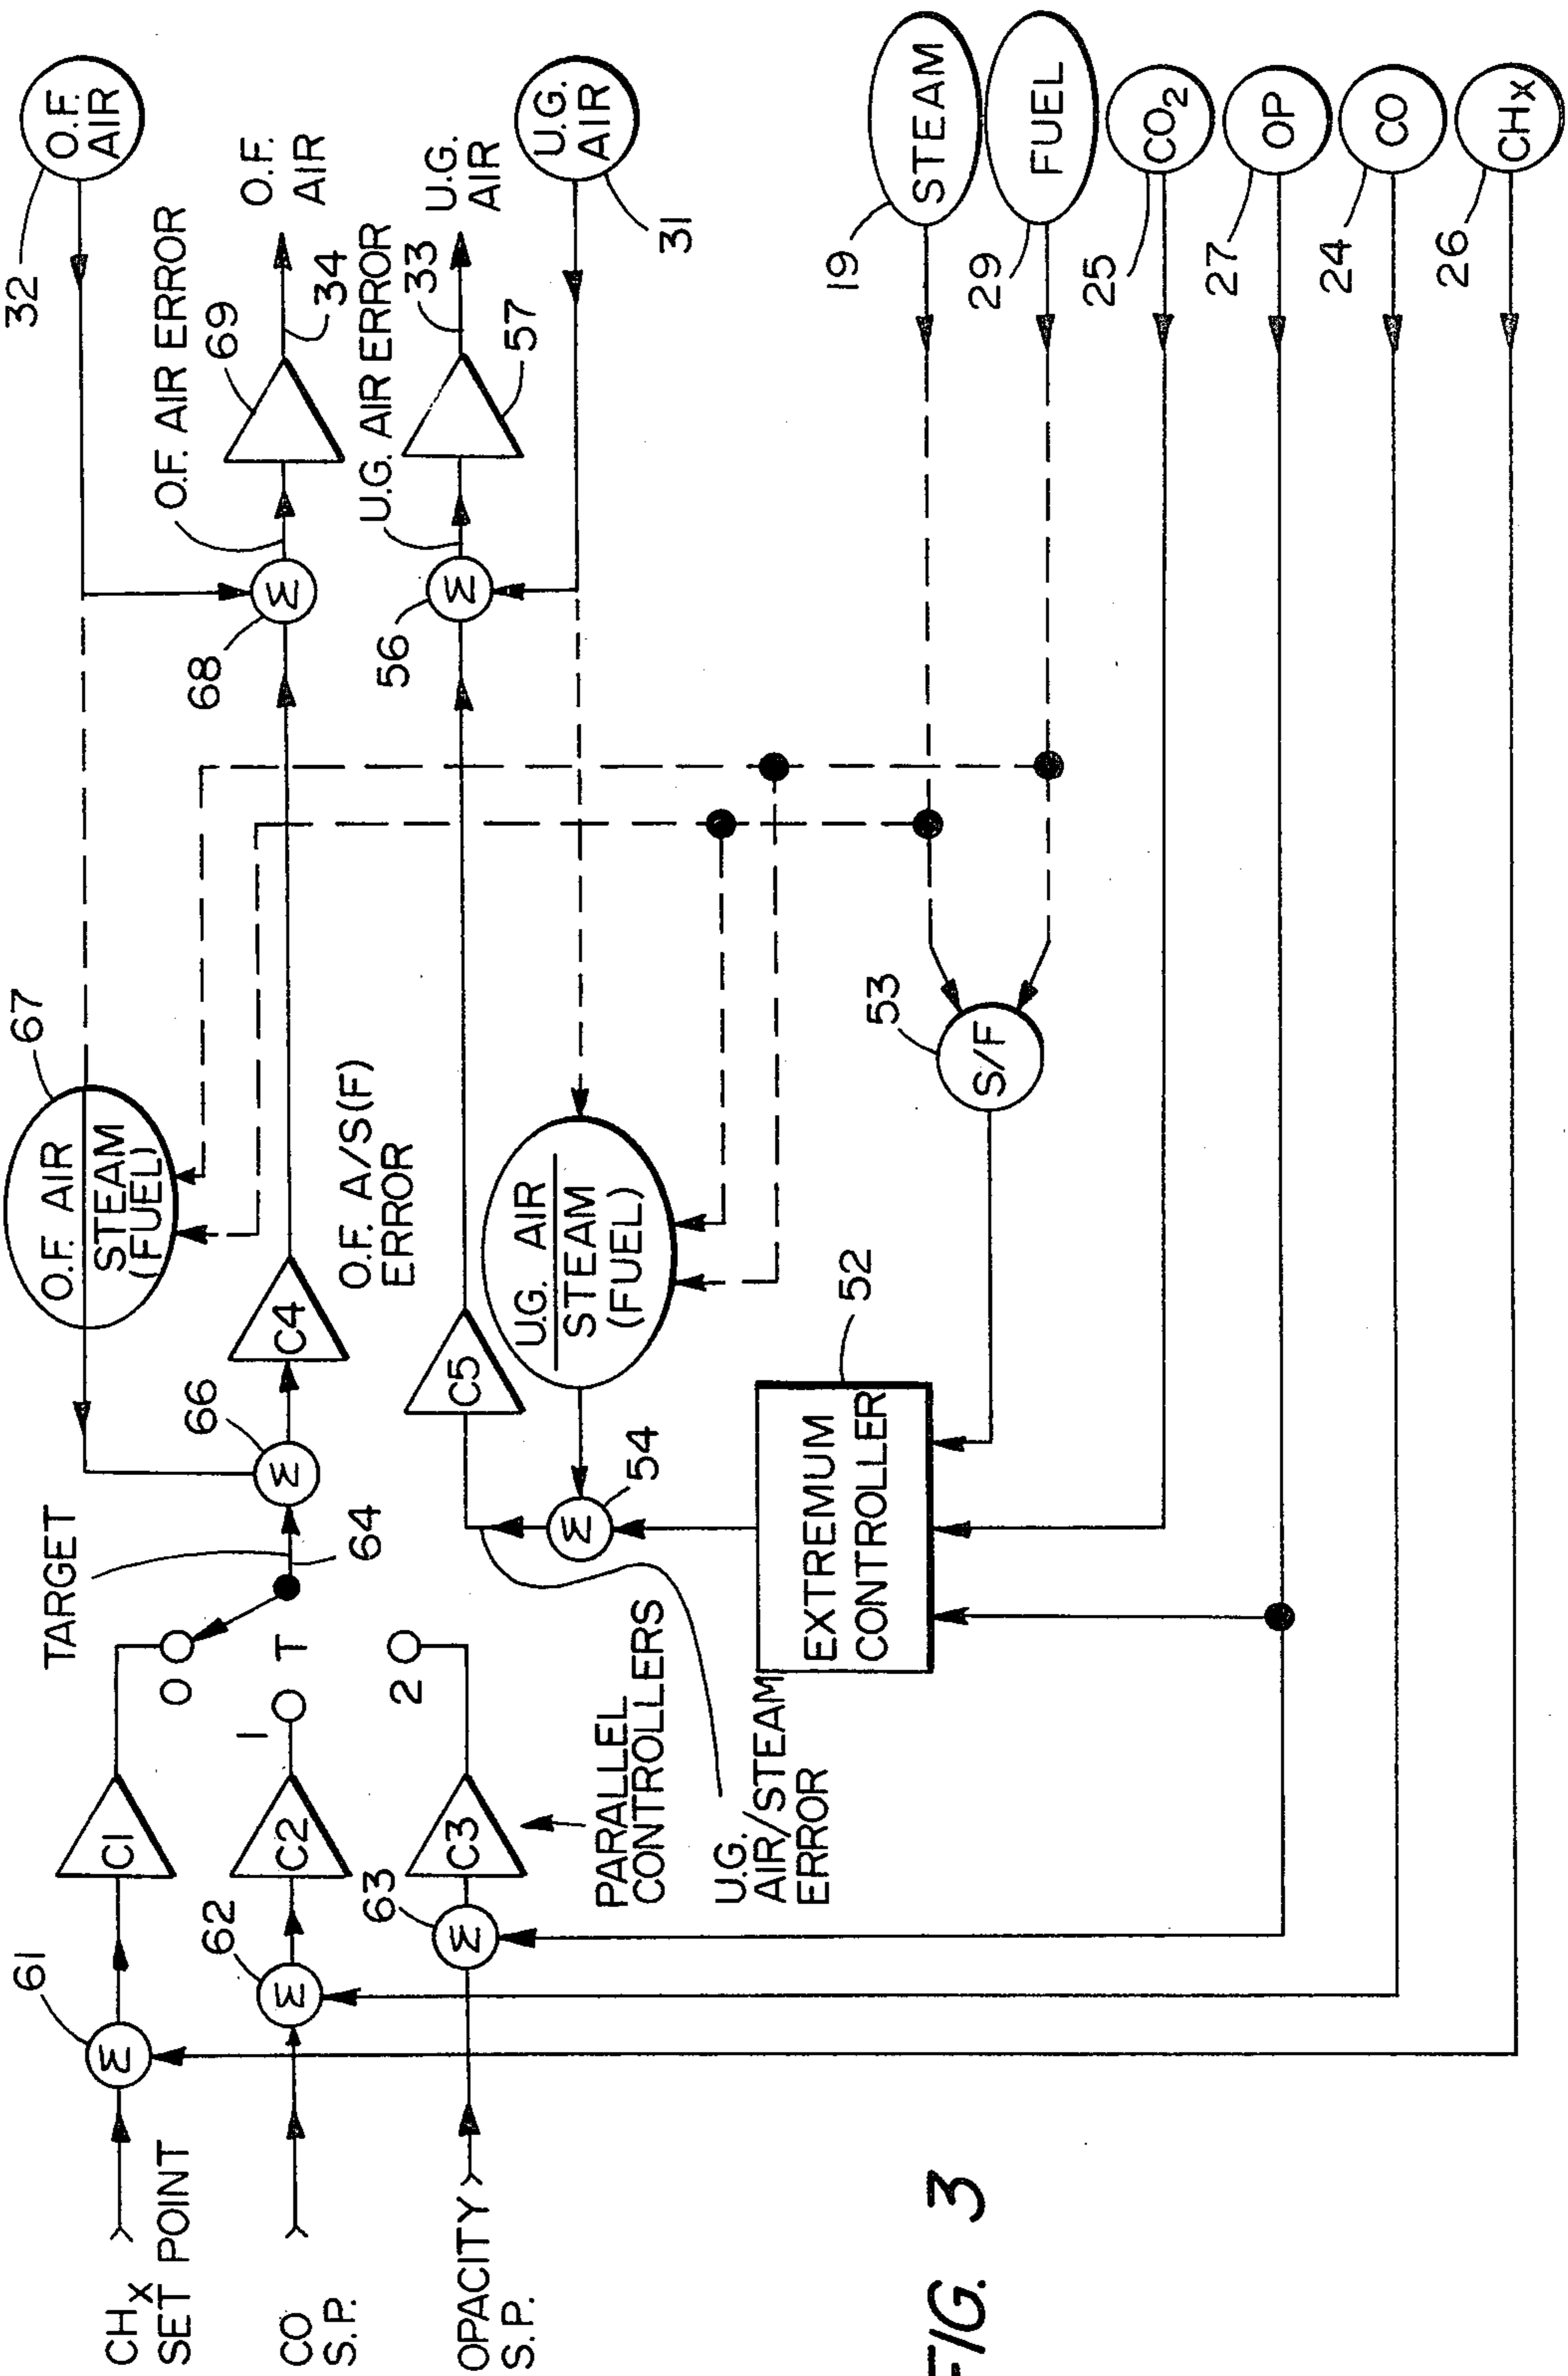 CHX
SET POINT
CO
S.P.
OPACITY
S.P.
61
62
63
Σ
Σ
Σ
C1
C2
C3
PARALLEL
CONTROLLERS
U.G.
AIR/STEAM
ERROR
0
1
2
T
TARGET
64
66
Σ
C4
O.F. A/S(F)
ERROR
67
O.F. AIR
STEAM
(FUEL)
C5
U.G. AIR
STEAM
(FUEL)
54
Σ
EXTREMUM
CONTROLLER
52
53
S/F
68
Σ
56
Σ
O.F. AIR ERROR
69
34
O.F.
AIR
U.G. AIR ERROR
57
33
U.G.
AIR
32
O.F.
AIR
31
U.G.
AIR
19
STEAM
29
FUEL
25
CO2
27
OP
24
CO
26
CHX
FIG. 3